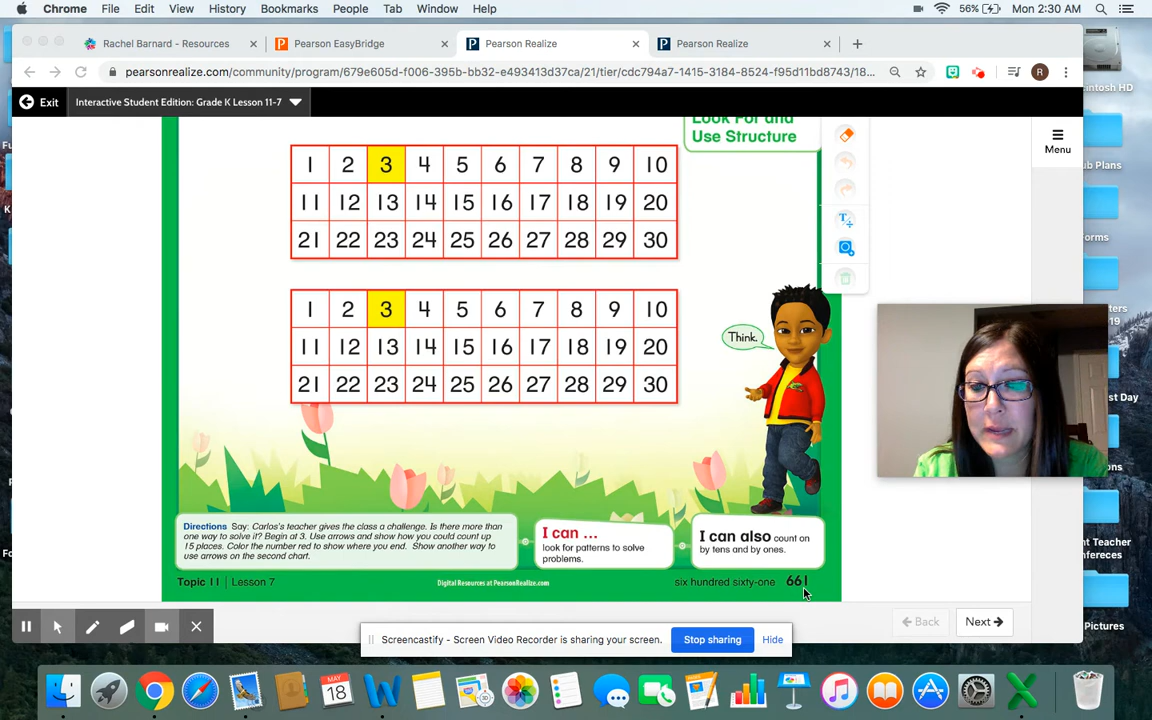 Chrome File Edit View History Bookmarks People Tab Window Help 56% Mon 2:30 AM
Rachel Barnard - Resources Pearson EasyBridge Pearson Realize Pearson Realize
pearsonrealize.com/community/program/679e605d-f006-395b-bb32-e493413d37ca/21/tier/cdc794a7-1415-3184-8524-f95d11bd8743/18... R
Exit Interactive Student Edition: Grade K Lesson 11-7
Menu
Look For and
Use Structure
1 2 3 4 5 6 7 8 9 10
11 12 13 14 15 16 17 18 19 20
21 22 23 24 25 26 27 28 29 30
1 2 3 4 5 6 7 8 9 10
11 12 13 14 15 16 17 18 19 20
21 22 23 24 25 26 27 28 29 30
Think.
Directions Say: Carlos's teacher gives the class a challenge. Is there more than
one way to solve it? Begin at 3. Use arrows and show how you could count up
15 places. Color the number red to show where you end. Show another way to
use arrows on the second chart.
I can ...
look for patterns to solve
problems.
I can also count on
by tens and by ones.
Topic 11 Lesson 7 Digital Resources at PearsonRealize.com six hundred sixty-one 661
Back Next
Screencastify - Screen Video Recorder is sharing your screen. Stop sharing Hide
intosh HD
ub Plans
orms
19
st Day
Pictures
MAY
18